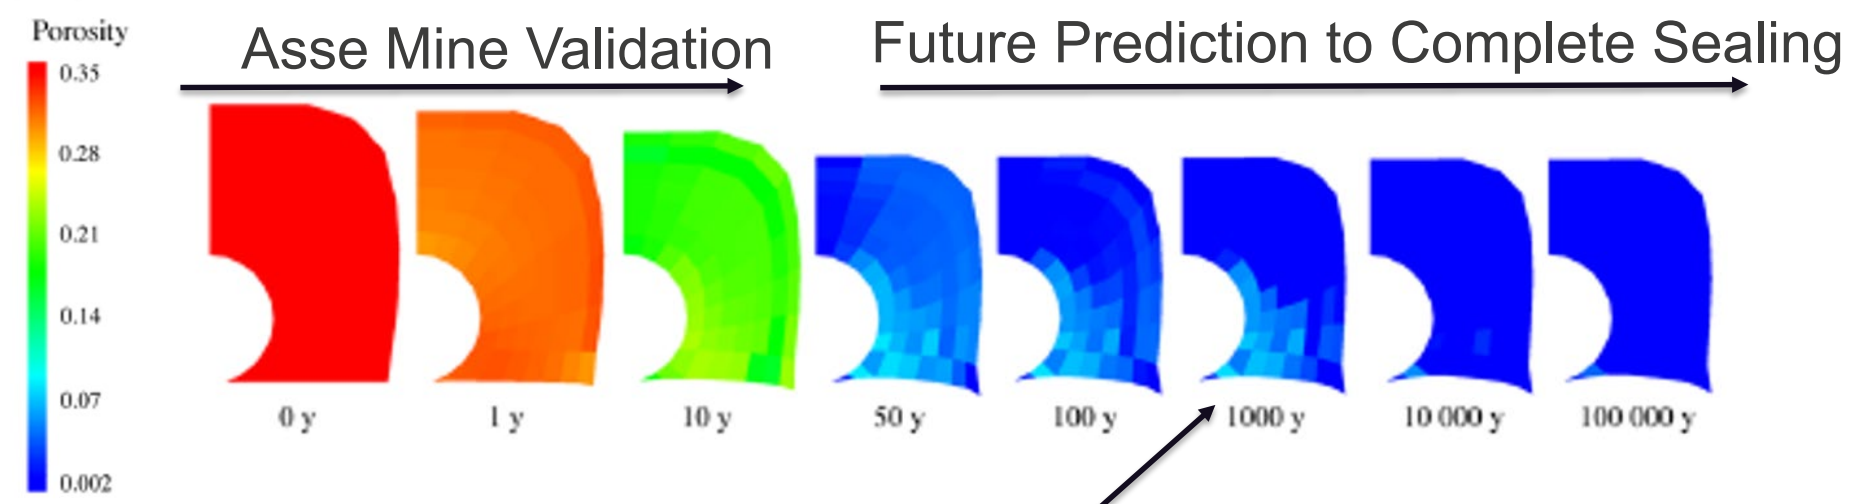 Porosity
Asse Mine Validation
Future Prediction to Complete Sealing
0.35
0.28
0.21
0.14
0.07
0.002
0 y
1 y
10 y
50 y
100 y
1000 y
10 000 y
100 000 y